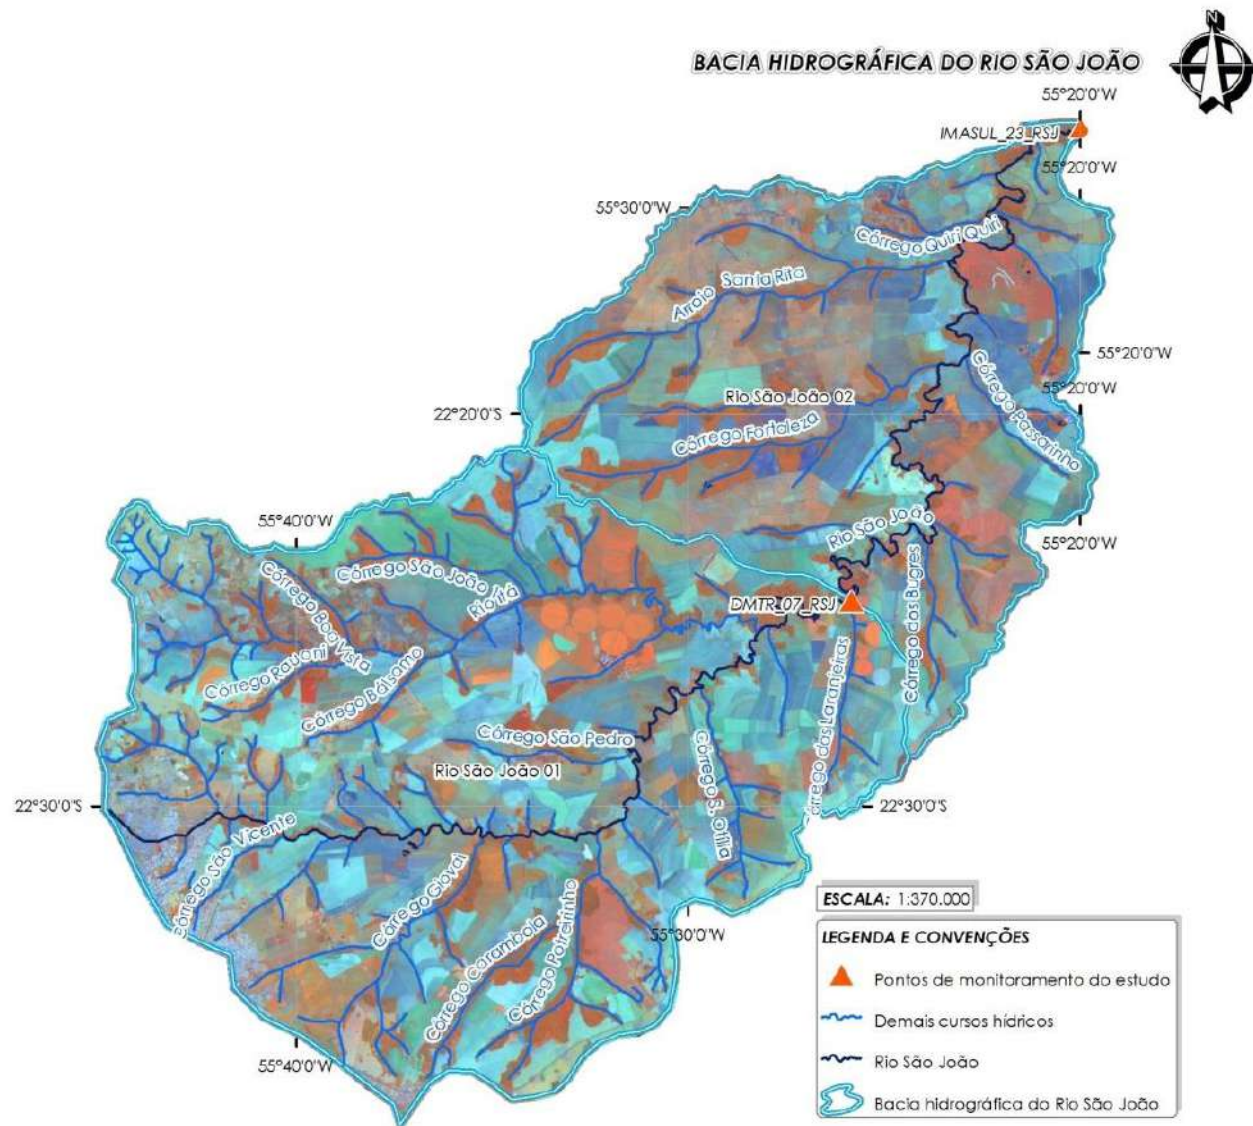 N
BACIA HIDROGRÁFICA DO RIO SÃO JOÃO
55°20'0"W
IMASUL_23_RSJ
55°20'0"W
55°30'0"W
Córrego Quiri Quiri
Arroio Santa Rita
55°20'0"W
Córrego Passarinho
55°20'0"W
Rio São João 02
22°20'0"S
Córrego Fortaleza
55°40'0"W
Rio São João
55°20'0"W
Córrego São João
Rio Itá
Córrego Boa Vista
DMTR_07_RSJ
Córrego dos Bugres
Córrego Rauani
Córrego Bálsamo
Córrego das Laranjeiras
Córrego São Pedro
Córrego S. Otília
Rio São João 01
22°30'0"S
22°30'0"S
Córrego São Vicente
Córrego Giovai
Córrego Carambola
Córrego Potreirinho
55°30'0"W
55°40'0"W
ESCALA: 1:370.000
LEGENDA E CONVENÇÕES
Pontos de monitoramento do estudo
Demais cursos hídricos
Rio São João
Bacia hidrográfica do Rio São João